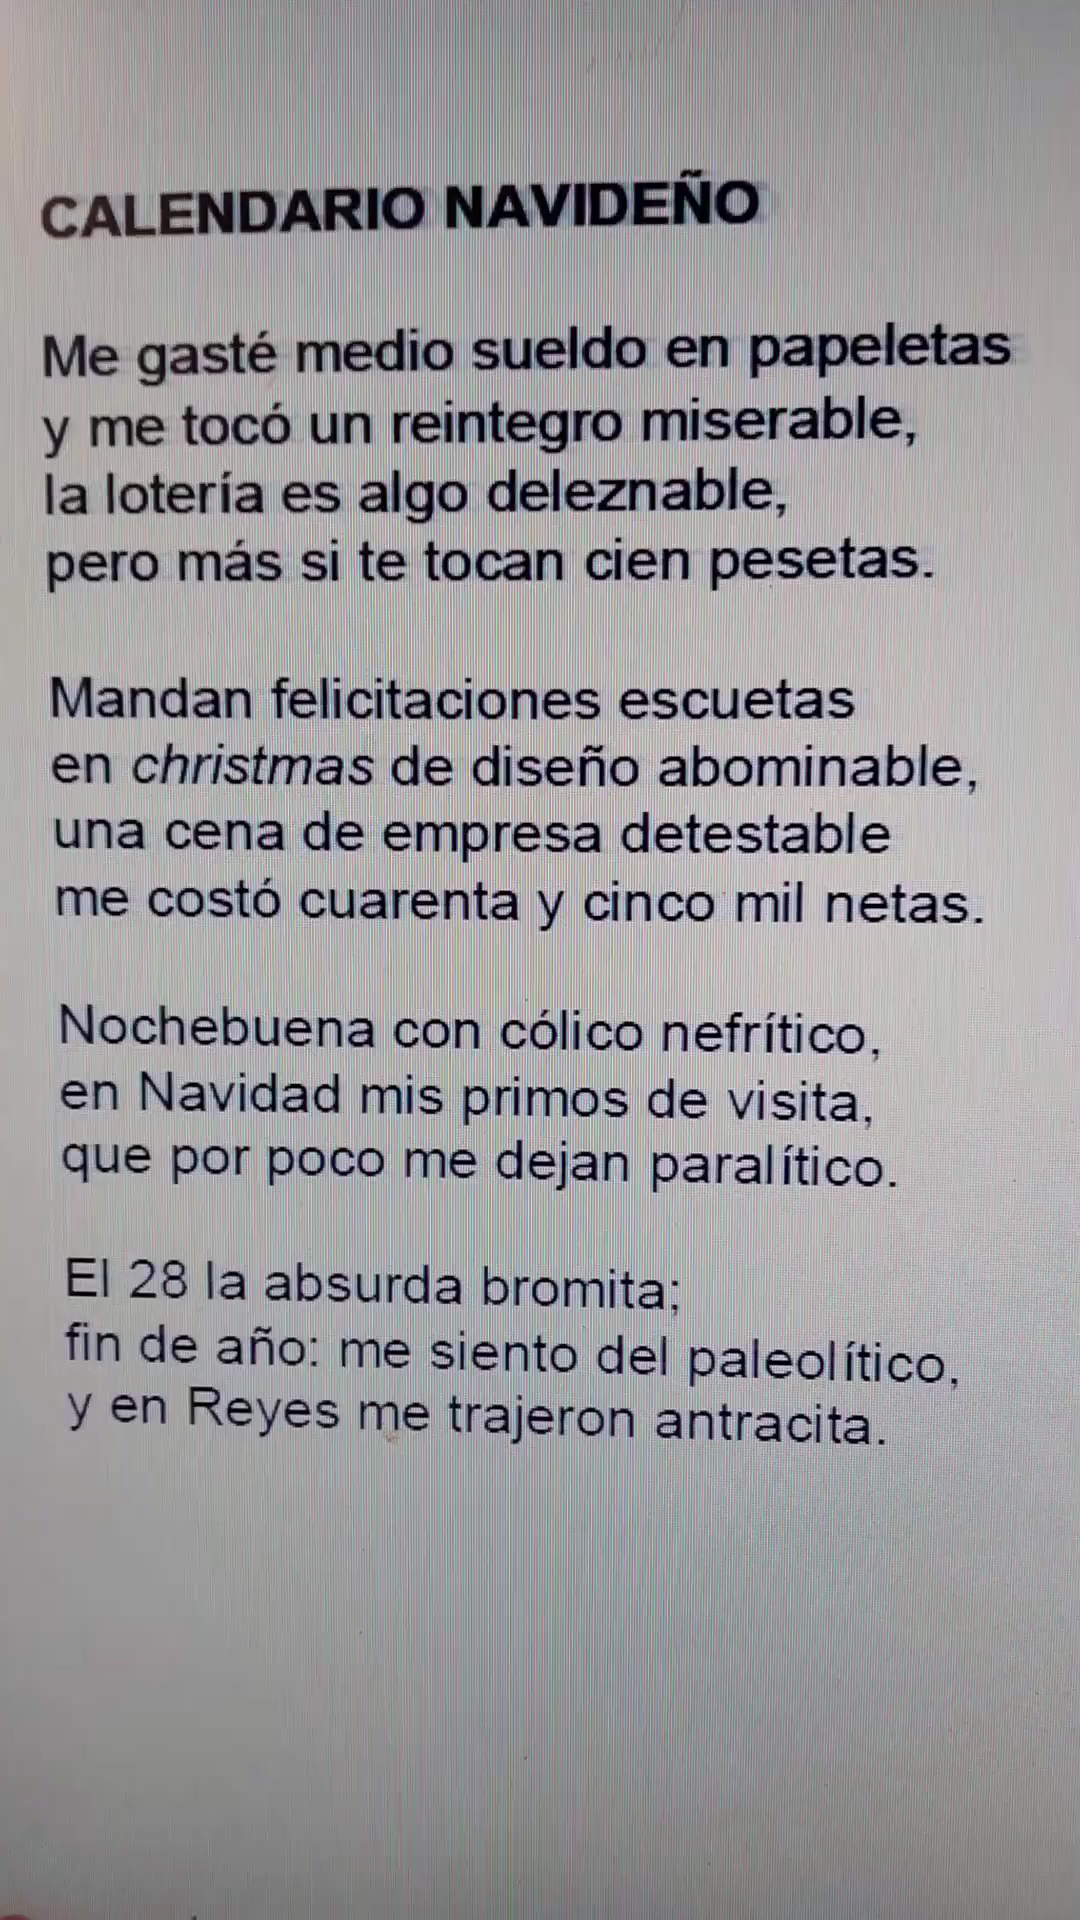 CALENDARIO NAVIDEÑO
Me gasté medio sueldo en papeletas
y me tocó un reintegro miserable,
la lotería es algo deleznable,
pero más si te tocan cien pesetas.
Mandan felicitaciones escuetas
en christmas de diseño abominable,
una cena de empresa detestable
me costó cuarenta y cinco mil netas.
Nochebuena con cólico nefrítico,
en Navidad mis primos de visita,
que por poco me dejan paralítico.
El 28 la absurda bromita;
fin de año: me siento del paleolítico,
y en Reyes me trajeron antracita.